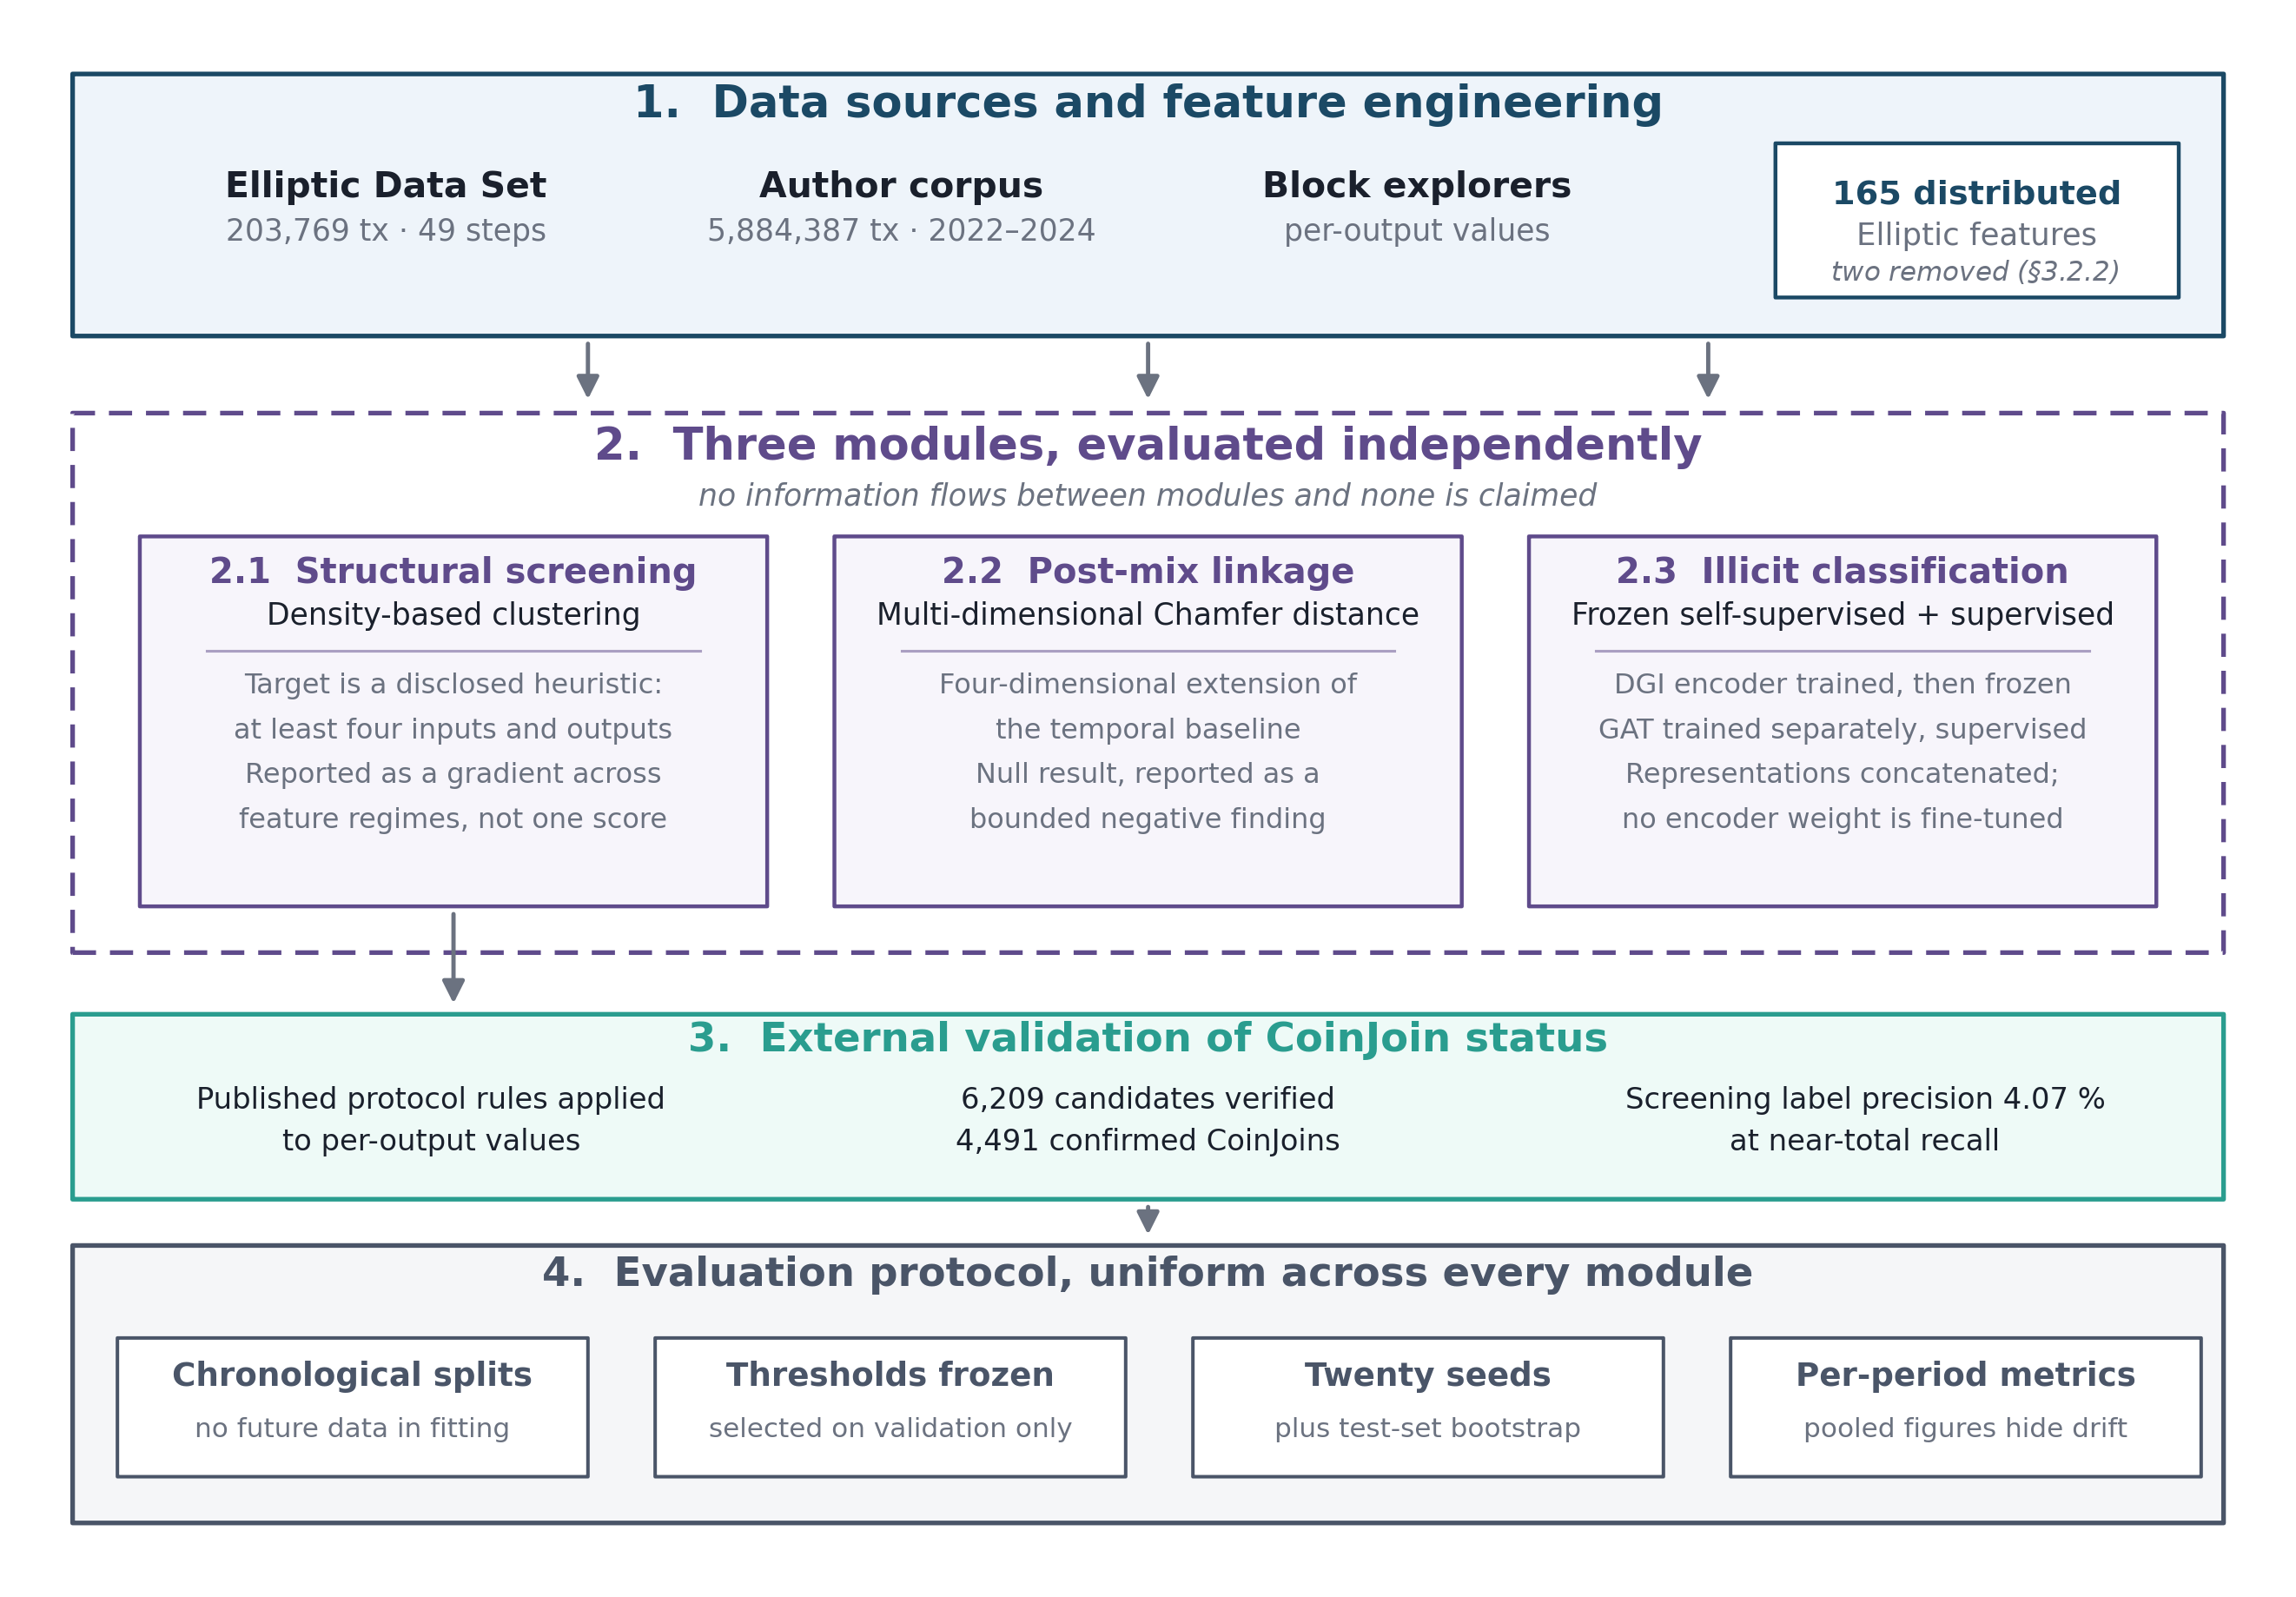 1. Data sources and feature engineering
Elliptic Data Set
203,769 tx · 49 steps
Author corpus
5,884,387 tx · 2022–2024
Block explorers
per-output values
165 distributed
Elliptic features
two removed (§3.2.2)
2. Three modules, evaluated independently
no information flows between modules and none is claimed
2.1 Structural screening
Density-based clustering
Target is a disclosed heuristic:
at least four inputs and outputs
Reported as a gradient across
feature regimes, not one score
2.2 Post-mix linkage
Multi-dimensional Chamfer distance
Four-dimensional extension of
the temporal baseline
Null result, reported as a
bounded negative finding
2.3 Illicit classification
Frozen self-supervised + supervised
DGI encoder trained, then frozen
GAT trained separately, supervised
Representations concatenated;
no encoder weight is fine-tuned
3. External validation of CoinJoin status
Published protocol rules applied
to per-output values
6,209 candidates verified
4,491 confirmed CoinJoins
Screening label precision 4.07 %
at near-total recall
4. Evaluation protocol, uniform across every module
Chronological splits
no future data in fitting
Thresholds frozen
selected on validation only
Twenty seeds
plus test-set bootstrap
Per-period metrics
pooled figures hide drift